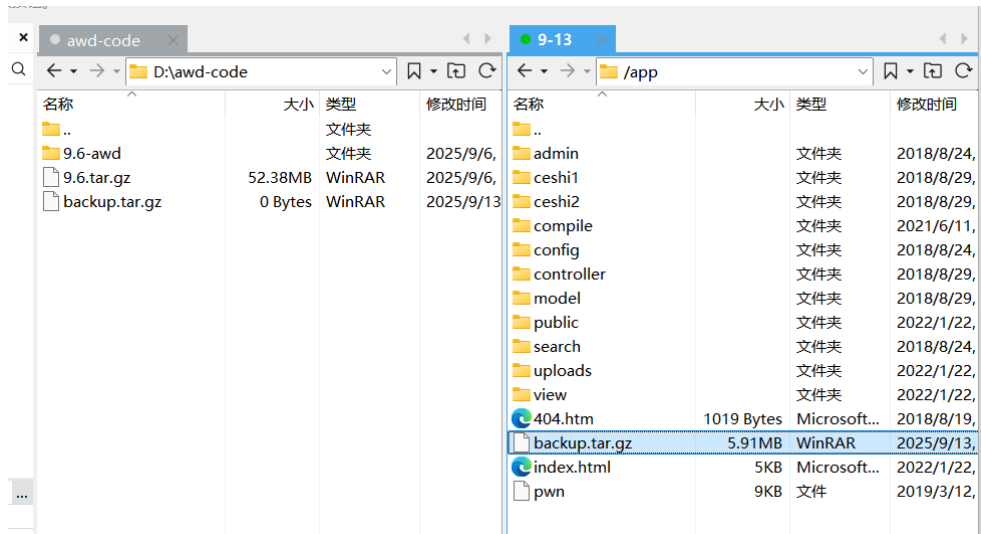 awd-code
D:\awd-code
名称 大小 类型 修改时间
.. 文件夹
9.6-awd 文件夹 2025/9/6,
9.6.tar.gz 52.38MB WinRAR 2025/9/6,
backup.tar.gz 0 Bytes WinRAR 2025/9/13
9-13
/app
名称 大小 类型 修改时间
.. 文件夹
admin 文件夹 2018/8/24,
ceshi1 文件夹 2018/8/29,
ceshi2 文件夹 2018/8/29,
compile 文件夹 2021/6/11,
config 文件夹 2018/8/24,
controller 文件夹 2018/8/29,
model 文件夹 2018/8/29,
public 文件夹 2022/1/22,
search 文件夹 2018/8/24,
uploads 文件夹 2022/1/22,
view 文件夹 2022/1/22,
404.htm 1019 Bytes Microsoft... 2018/8/19,
backup.tar.gz 5.91MB WinRAR 2025/9/13,
index.html 5KB Microsoft... 2022/1/22,
pwn 9KB 文件 2019/3/12,
...